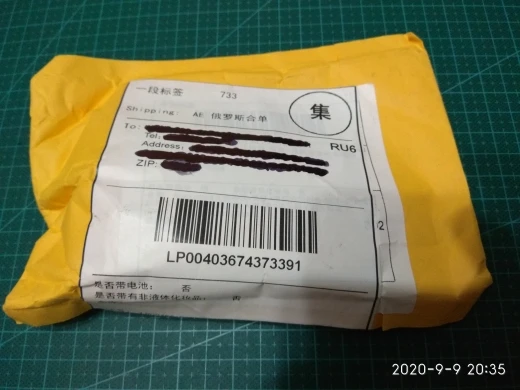 一段标签 733
集
Shipping: AE 俄罗斯合单
To:
Tel:
RU6
Address:
ZIP:
2
LP00403674373391
是否带电池: 否
是否带有非液体化妆品: 否
2020-9-9 20:35